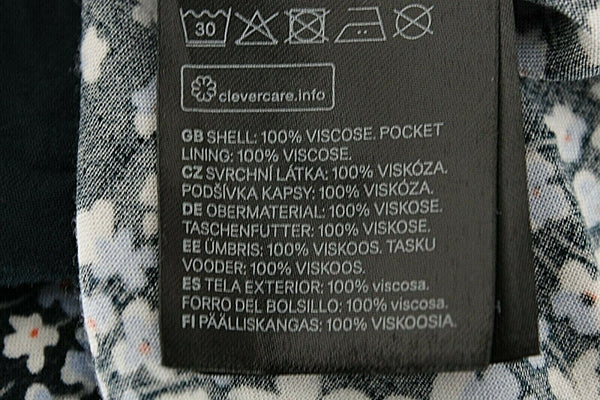 30
clevercare.info
GB SHELL: 100% VISCOSE. POCKET
LINING: 100% VISCOSE.
CZ SVRCHNÍ LÁTKA: 100% VISKÓZA.
PODŠÍVKA KAPSY: 100% VISKÓZA.
DE OBERMATERIAL: 100% VISKOSE.
TASCHENFUTTER: 100% VISKOSE.
EE ÜMBRIS: 100% VISKOOS. TASKU
VOODER: 100% VISKOOS.
ES TELA EXTERIOR: 100% viscosa.
FORRO DEL BOLSILLO: 100% viscosa.
FI PÄÄLLISKANGAS: 100% VISKOOSIA.